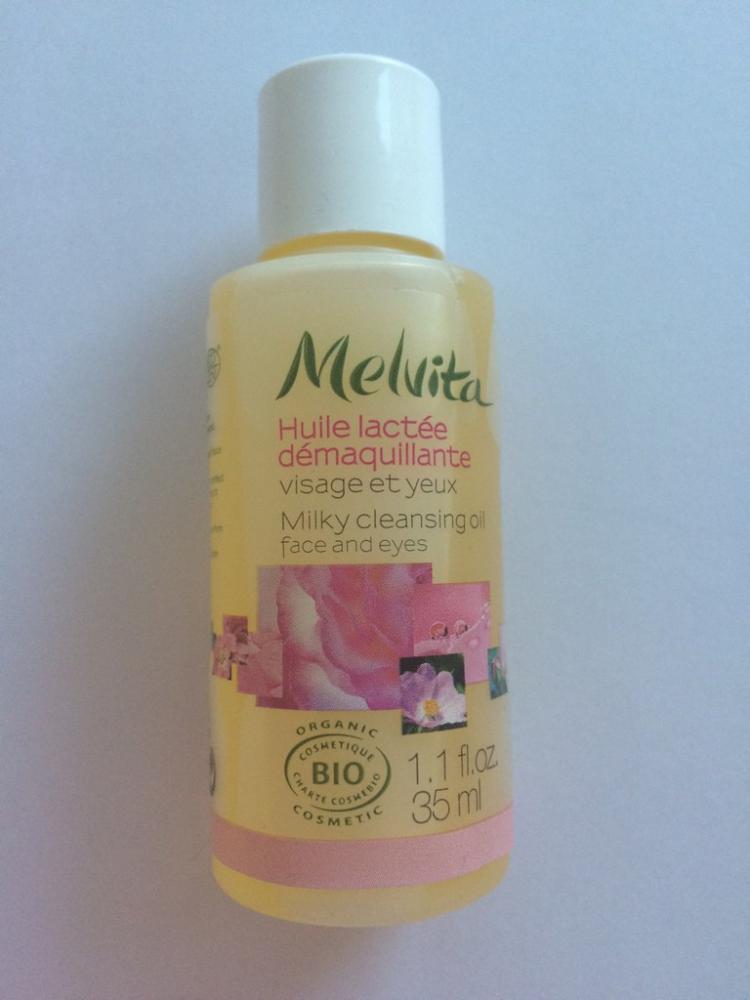 Melvita
Huile lactée
démaquillante
visage et yeux
Milky cleansing oil
face and eyes
ORGANIC
COSMETIQUE
BIO
CHARTE COSMEBIO
COSMETIC
1.1 fl.oz.
35 ml